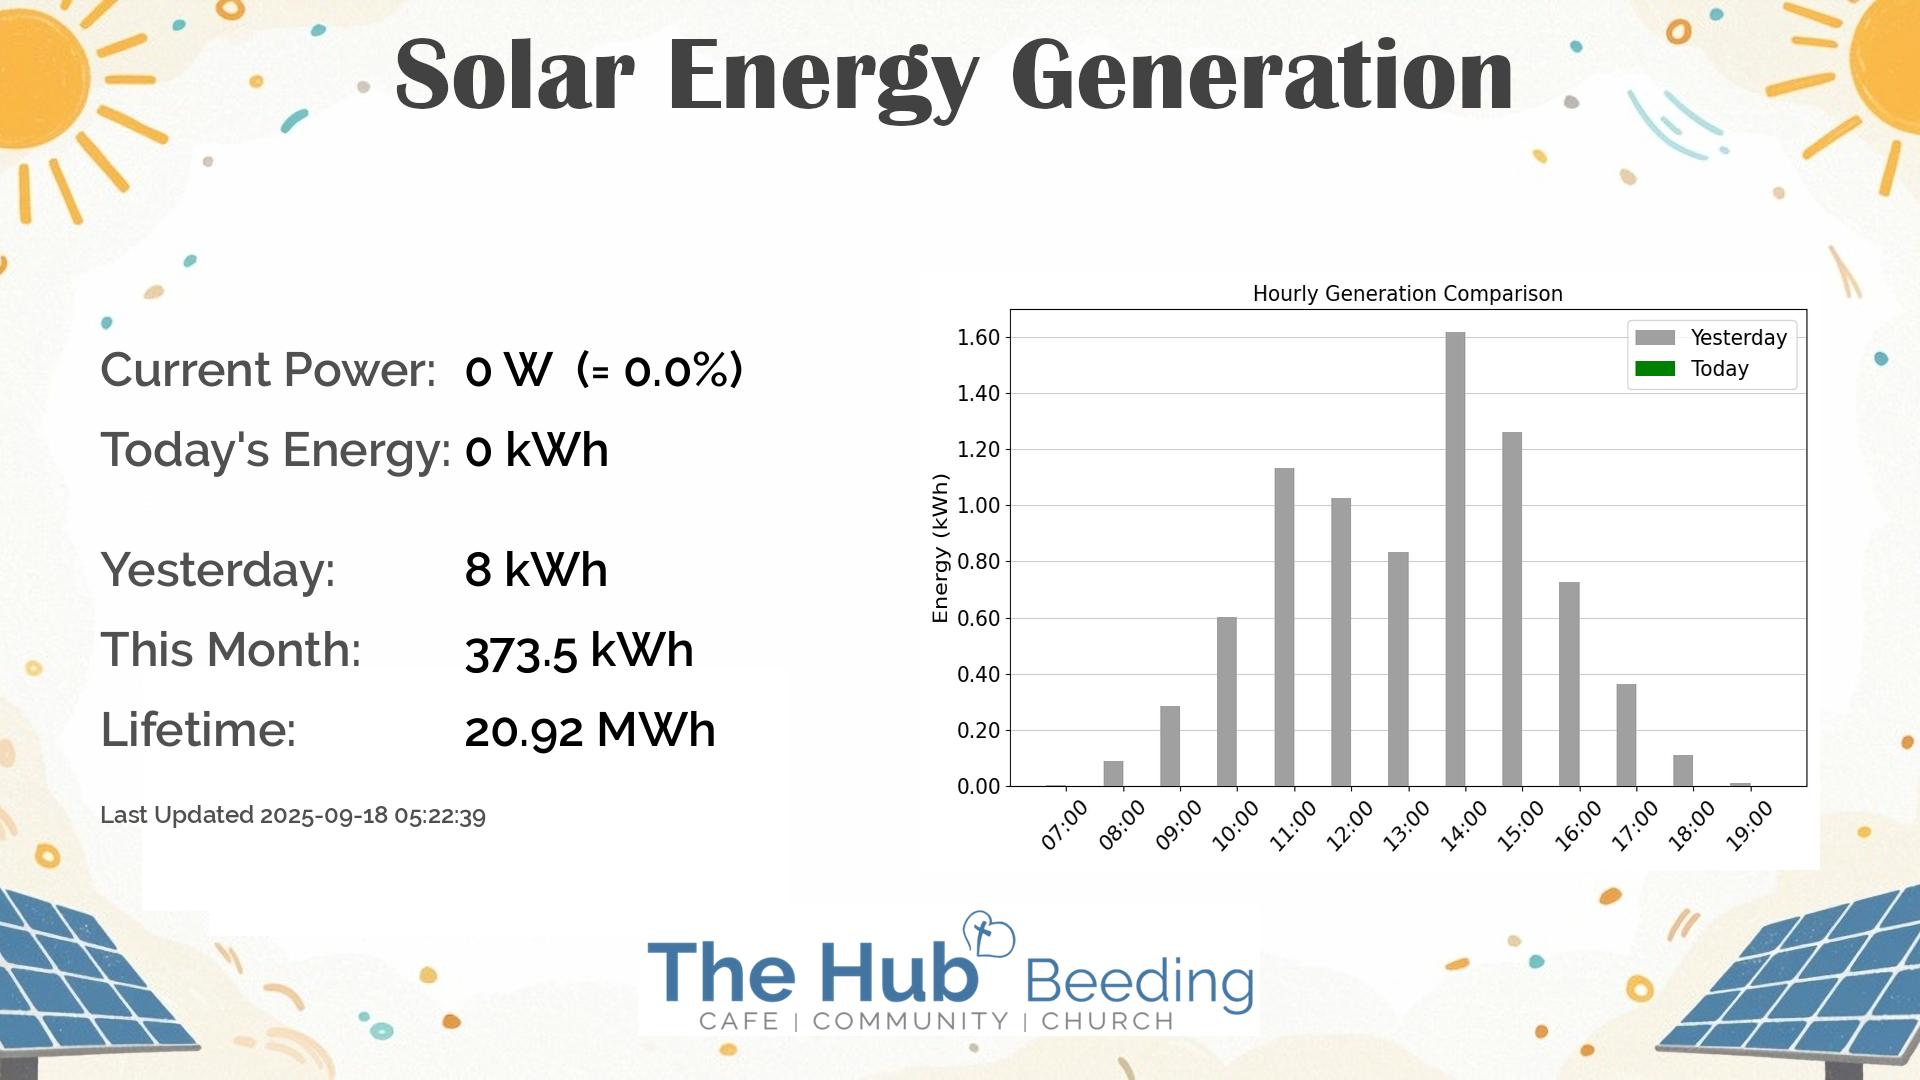 Solar Energy Generation
Current Power: 0 W (= 0.0%)
Today's Energy: 0 kWh
Yesterday: 8 kWh
This Month: 373.5 kWh
Lifetime: 20.92 MWh
Last Updated 2025-09-18 05:22:39
Hourly Generation Comparison
Yesterday
Today
Energy (kWh)
1.60
1.40
1.20
1.00
0.80
0.60
0.40
0.20
0.00
07:00 08:00 09:00 10:00 11:00 12:00 13:00 14:00 15:00 16:00 17:00 18:00 19:00
The Hub Beeding
CAFE | COMMUNITY | CHURCH